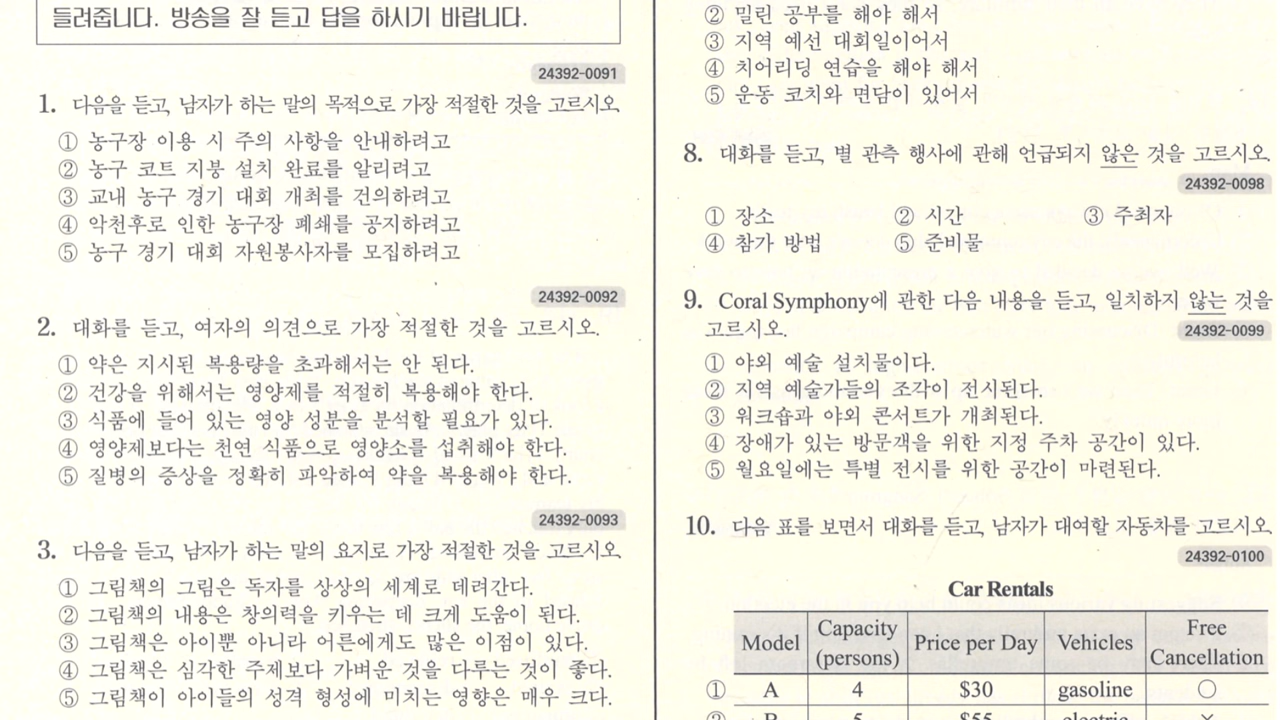 들려줍니다. 방송을 잘 듣고 답을 하시기 바랍니다.
24392-0091
1. 다음을 듣고, 남자가 하는 말의 목적으로 가장 적절한 것을 고르시오.
① 농구장 이용 시 주의 사항을 안내하려고
② 농구 코트 지붕 설치 완료를 알리려고
③ 교내 농구 경기 대회 개최를 건의하려고
④ 악천후로 인한 농구장 폐쇄를 공지하려고
⑤ 농구 경기 대회 자원봉사자를 모집하려고
24392-0092
2. 대화를 듣고, 여자의 의견으로 가장 적절한 것을 고르시오.
① 약은 지시된 복용량을 초과해서는 안 된다.
② 건강을 위해서는 영양제를 적절히 복용해야 한다.
③ 식품에 들어 있는 영양 성분을 분석할 필요가 있다.
④ 영양제보다는 천연 식품으로 영양소를 섭취해야 한다.
⑤ 질병의 증상을 정확히 파악하여 약을 복용해야 한다.
24392-0093
3. 다음을 듣고, 남자가 하는 말의 요지로 가장 적절한 것을 고르시오.
① 그림책의 그림은 독자를 상상의 세계로 데려간다.
② 그림책의 내용은 창의력을 키우는 데 크게 도움이 된다.
③ 그림책은 아이뿐 아니라 어른에게도 많은 이점이 있다.
④ 그림책은 심각한 주제보다 가벼운 것을 다루는 것이 좋다.
⑤ 그림책이 아이들의 성격 형성에 미치는 영향은 매우 크다.
② 밀린 공부를 해야 해서
③ 지역 예선 대회일이어서
④ 치어리딩 연습을 해야 해서
⑤ 운동 코치와 면담이 있어서
8. 대화를 듣고, 별 관측 행사에 관해 언급되지 않은 것을 고르시오.
24392-0098
① 장소 ② 시간 ③ 주최자
④ 참가 방법 ⑤ 준비물
9. Coral Symphony에 관한 다음 내용을 듣고, 일치하지 않는 것을
고르시오. 24392-0099
① 야외 예술 설치물이다.
② 지역 예술가들의 조각이 전시된다.
③ 워크숍과 야외 콘서트가 개최된다.
④ 장애가 있는 방문객을 위한 지정 주차 공간이 있다.
⑤ 월요일에는 특별 전시를 위한 공간이 마련된다.
10. 다음 표를 보면서 대화를 듣고, 남자가 대여할 자동차를 고르시오.
24392-0100
Car Rentals
Model Capacity (persons) Price per Day Vehicles Free Cancellation
① A 4 $30 gasoline ○
② B 5 $55 electric ×